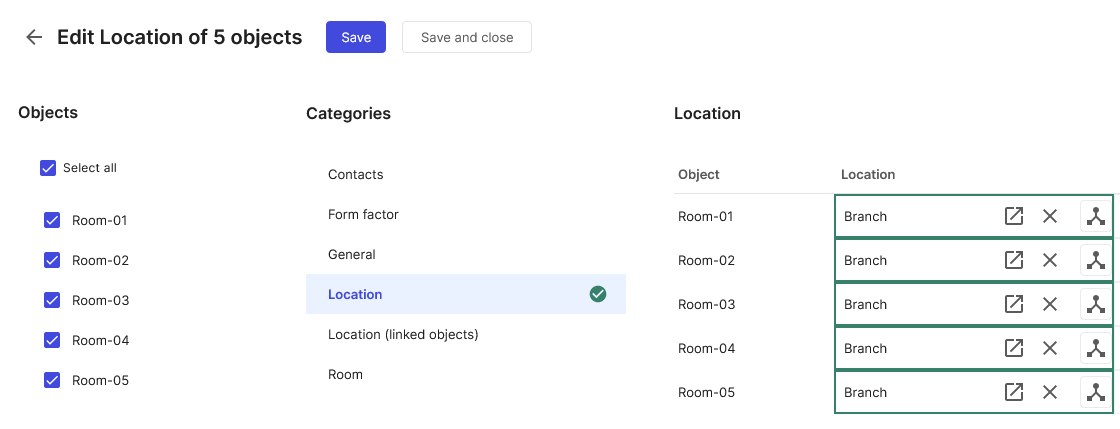 Edit Location of 5 objects
Save
Save and close
Objects
Categories
Location
Select all
Room-01
Room-02
Room-03
Room-04
Room-05
Contacts
Form factor
General
Location
Location (linked objects)
Room
Object Location
Room-01 Branch
Room-02 Branch
Room-03 Branch
Room-04 Branch
Room-05 Branch